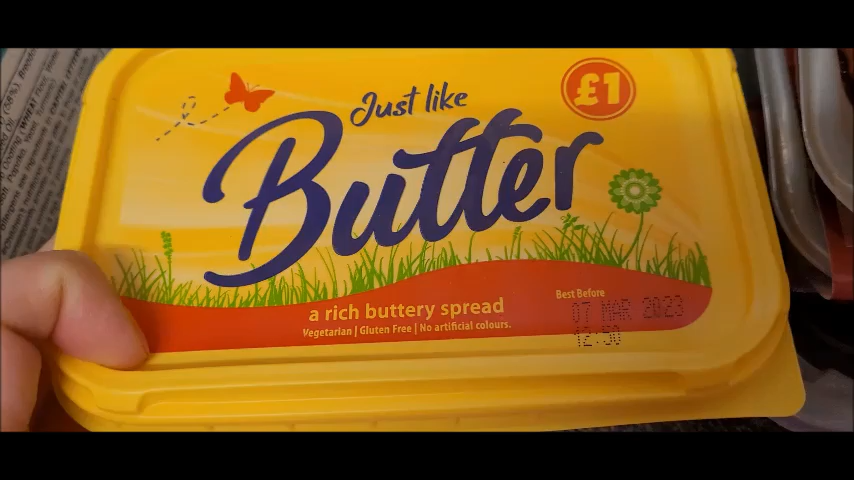 Just like
£1
Butter
a rich buttery spread
Vegetarian | Gluten Free | No artificial colours.
Best Before
07 MAR 2023
12:50